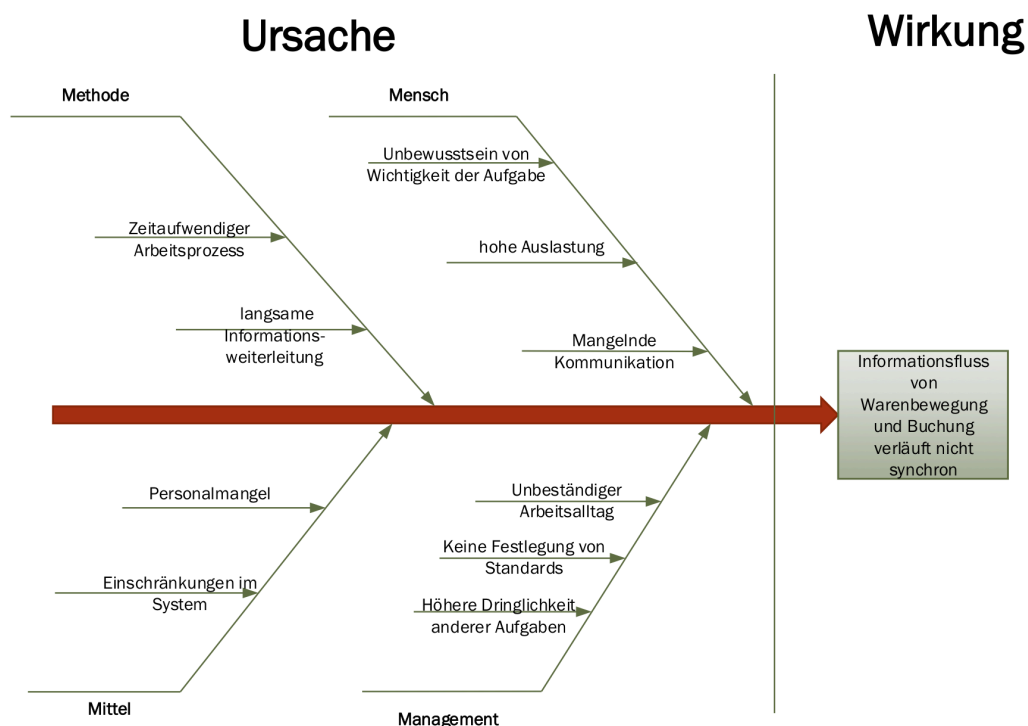 Ursache
Wirkung
Methode
Mensch
Unbewusstsein von
Wichtigkeit der Aufgabe
Zeitaufwendiger
Arbeitsprozess
hohe Auslastung
langsame
Informations-
weiterleitung
Mangelnde
Kommunikation
Informationsfluss
von
Warenbewegung
und Buchung
verläuft nicht
synchron
Personalmangel
Unbeständiger
Arbeitsalltag
Keine Festlegung von
Standards
Einschränkungen im
System
Höhere Dringlichkeit
anderer Aufgaben
Mittel
Management